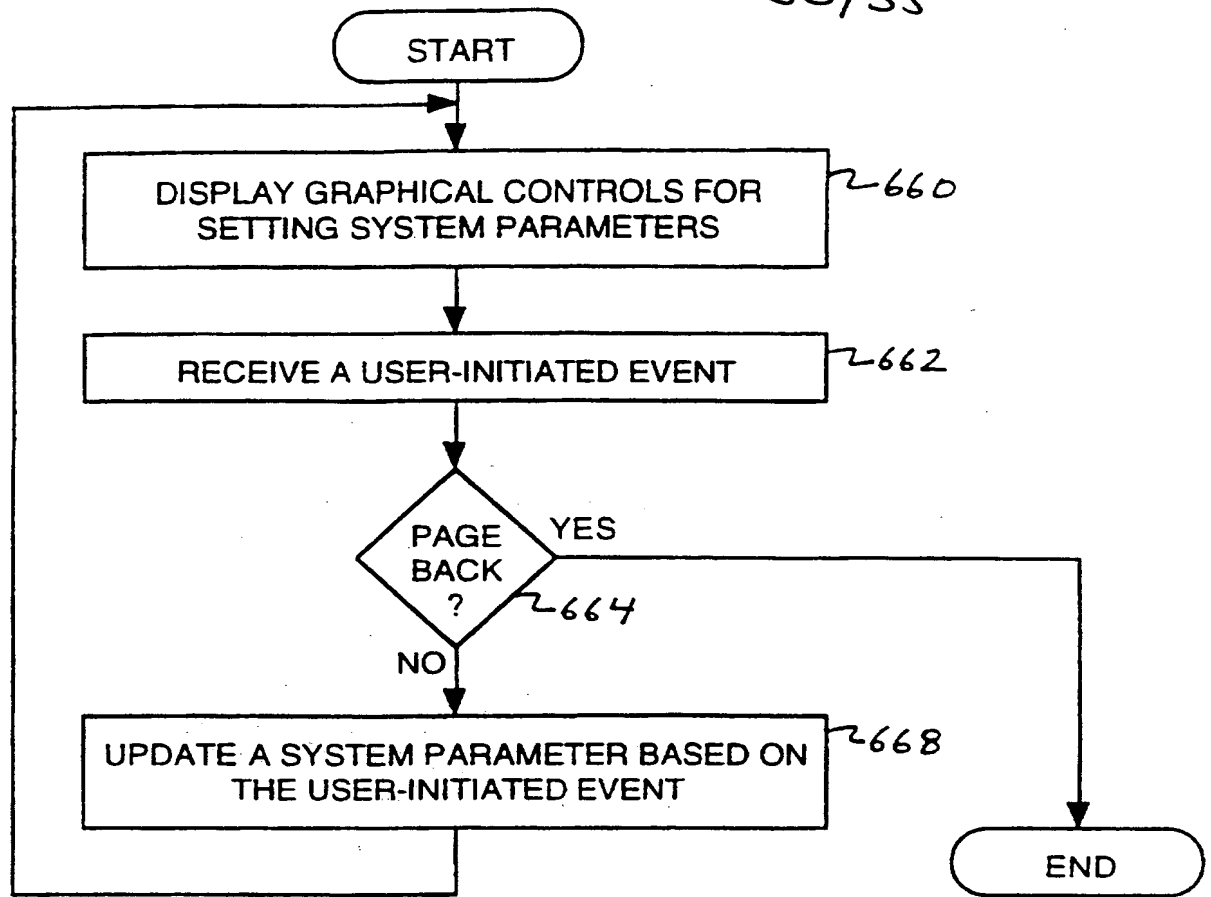 START
DISPLAY GRAPHICAL CONTROLS FOR
SETTING SYSTEM PARAMETERS
660
RECEIVE A USER-INITIATED EVENT
662
PAGE
BACK
?
YES
664
NO
UPDATE A SYSTEM PARAMETER BASED ON
THE USER-INITIATED EVENT
668
END